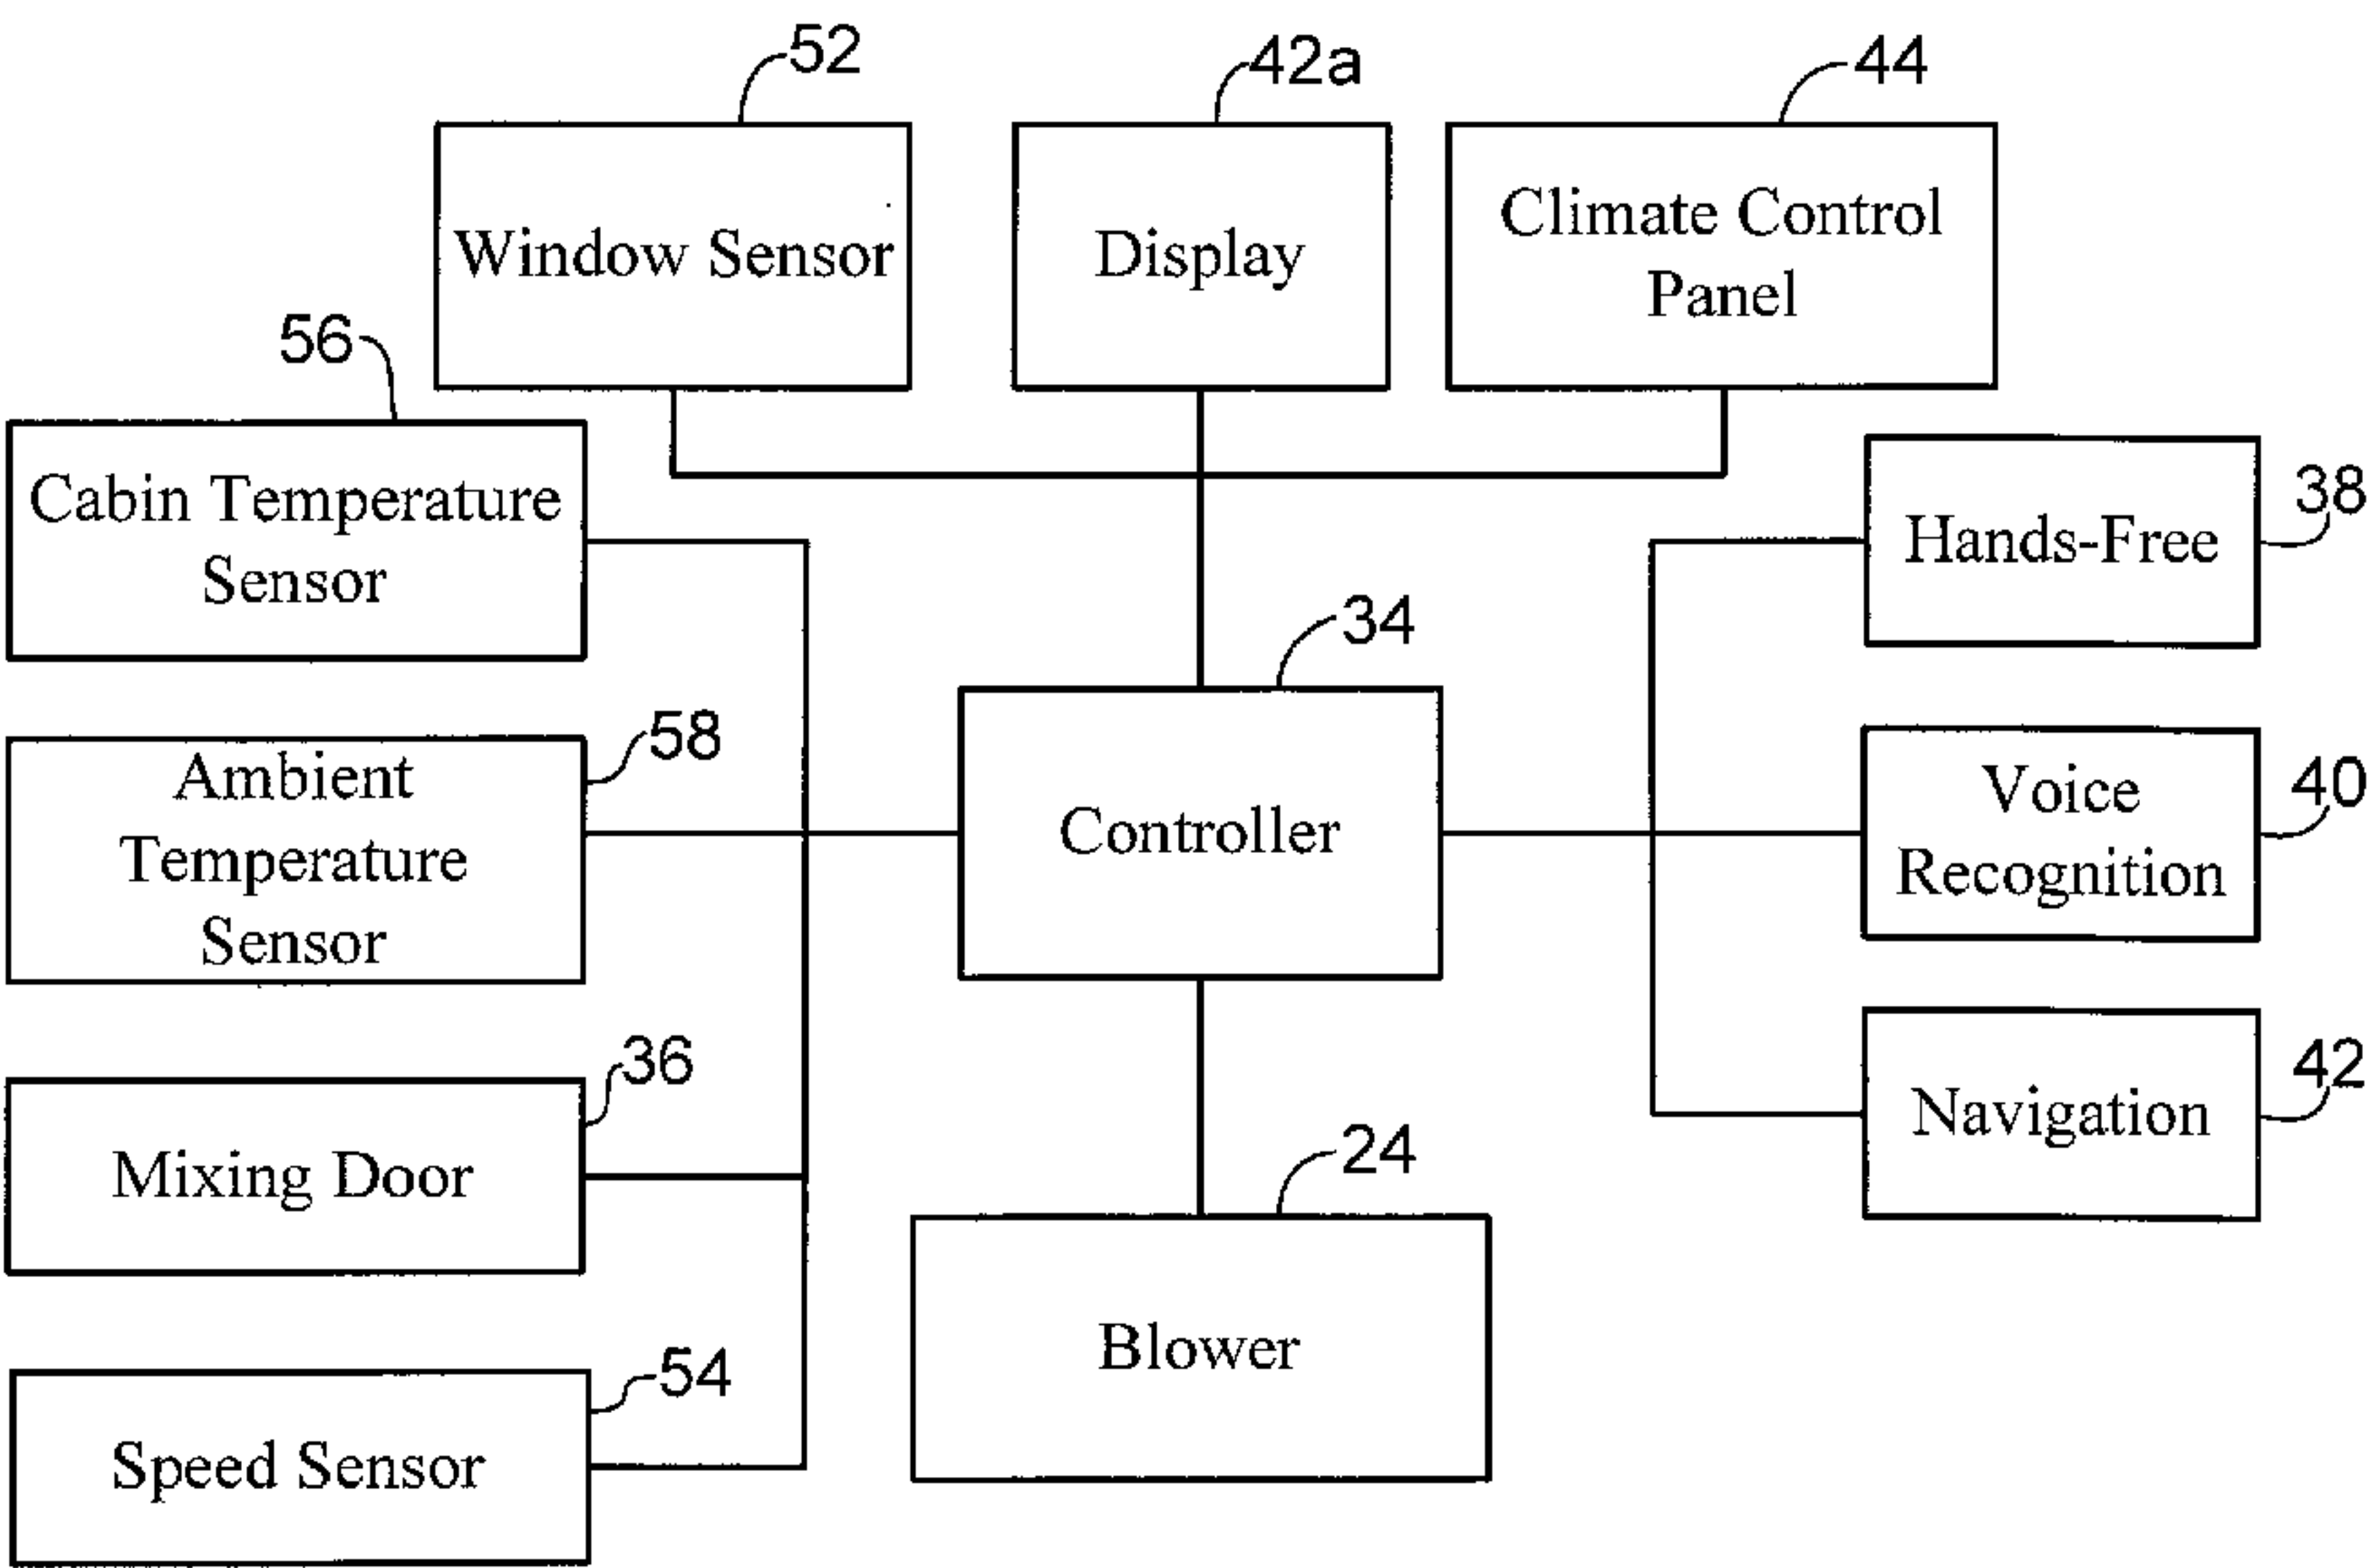 52
42a
44
Window Sensor
Display
Climate Control
Panel
56
Cabin Temperature
Sensor
38
Hands-Free
34
58
Ambient
Temperature
Sensor
Controller
40
Voice
Recognition
36
Mixing Door
42
Navigation
24
Blower
54
Speed Sensor